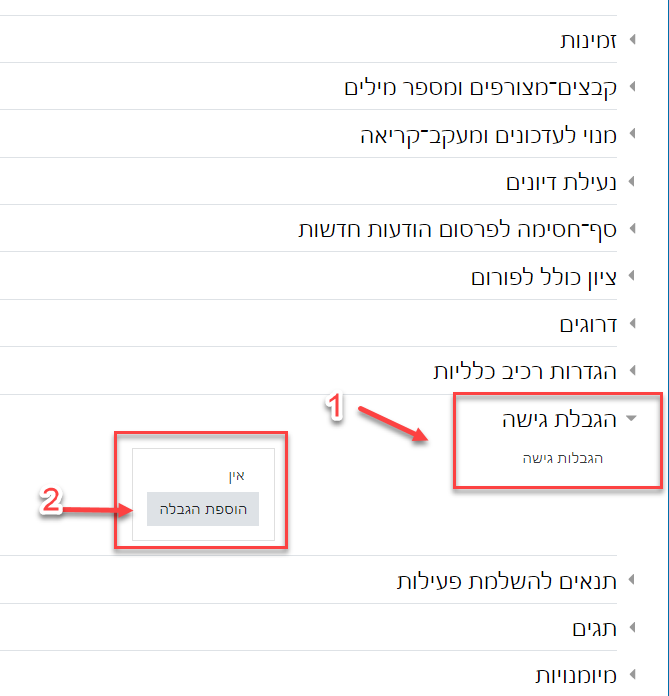 זמינות
קבצים־מצורפים ומספר מילים
מנוי לעדכונים ומעקב־קריאה
נעילת דיונים
סף־חסימה לפרסום הודעות חדשות
ציון כולל לפורום
דרוגים
הגדרות רכיב כלליות
1
הגבלת גישה
הגבלות גישה
אין
2
הוספת הגבלה
תנאים להשלמת פעילות
תגים
מיומנויות